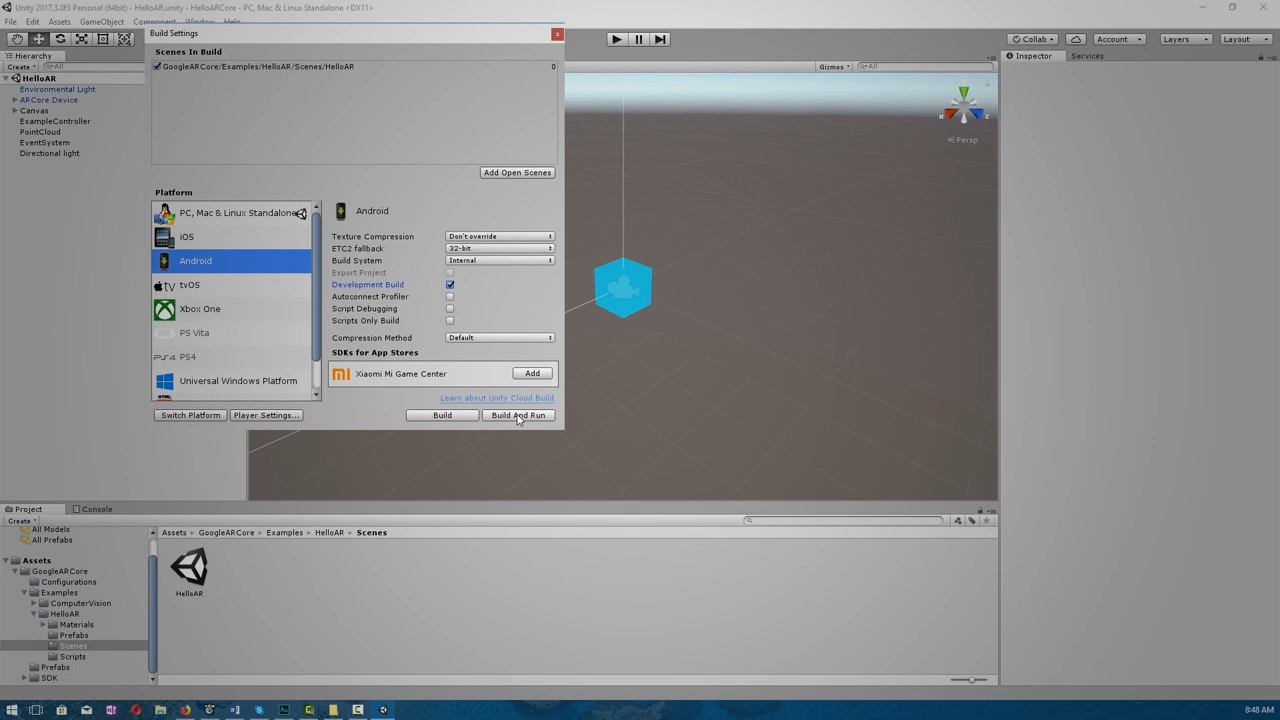 Unity 2017.3.0f3 Personal (64bit) - HelloARCore - PC, Mac & Linux Standalone <DX11>
File Edit Assets GameObject Component Window Help
Collab Account Layers Layout
Build Settings
Scenes In Build
GoogleARCore/Examples/HelloAR/Scenes/HelloAR 0
Add Open Scenes
Platform
PC, Mac & Linux Standalone
iOS
Android
tv tvOS
Xbox One
PS Vita
PS4
Universal Windows Platform
HTML
Switch Platform Player Settings...
Android
Texture Compression Don't override
ETC2 fallback 32-bit
Build System Internal
Export Project
Development Build
Autoconnect Profiler
Script Debugging
Scripts Only Build
Compression Method Default
SDKs for App Stores
Xiaomi Mi Game Center Add
Learn about Unity Cloud Build
Build Build And Run
Hierarchy
Create All
HelloAR
Environmental Light
ARCore Device
Canvas
ExampleController
PointCloud
EventSystem
Directional light
Gizmos All
x z
Persp
Inspector Services
Project Console
Create
All Models
All Prefabs
Assets
GoogleARCore
Configurations
Examples
ComputerVision
HelloAR
Materials
Prefabs
Scenes
Scripts
Prefabs
SDK
Assets GoogleARCore Examples HelloAR Scenes
HelloAR
8:48 AM